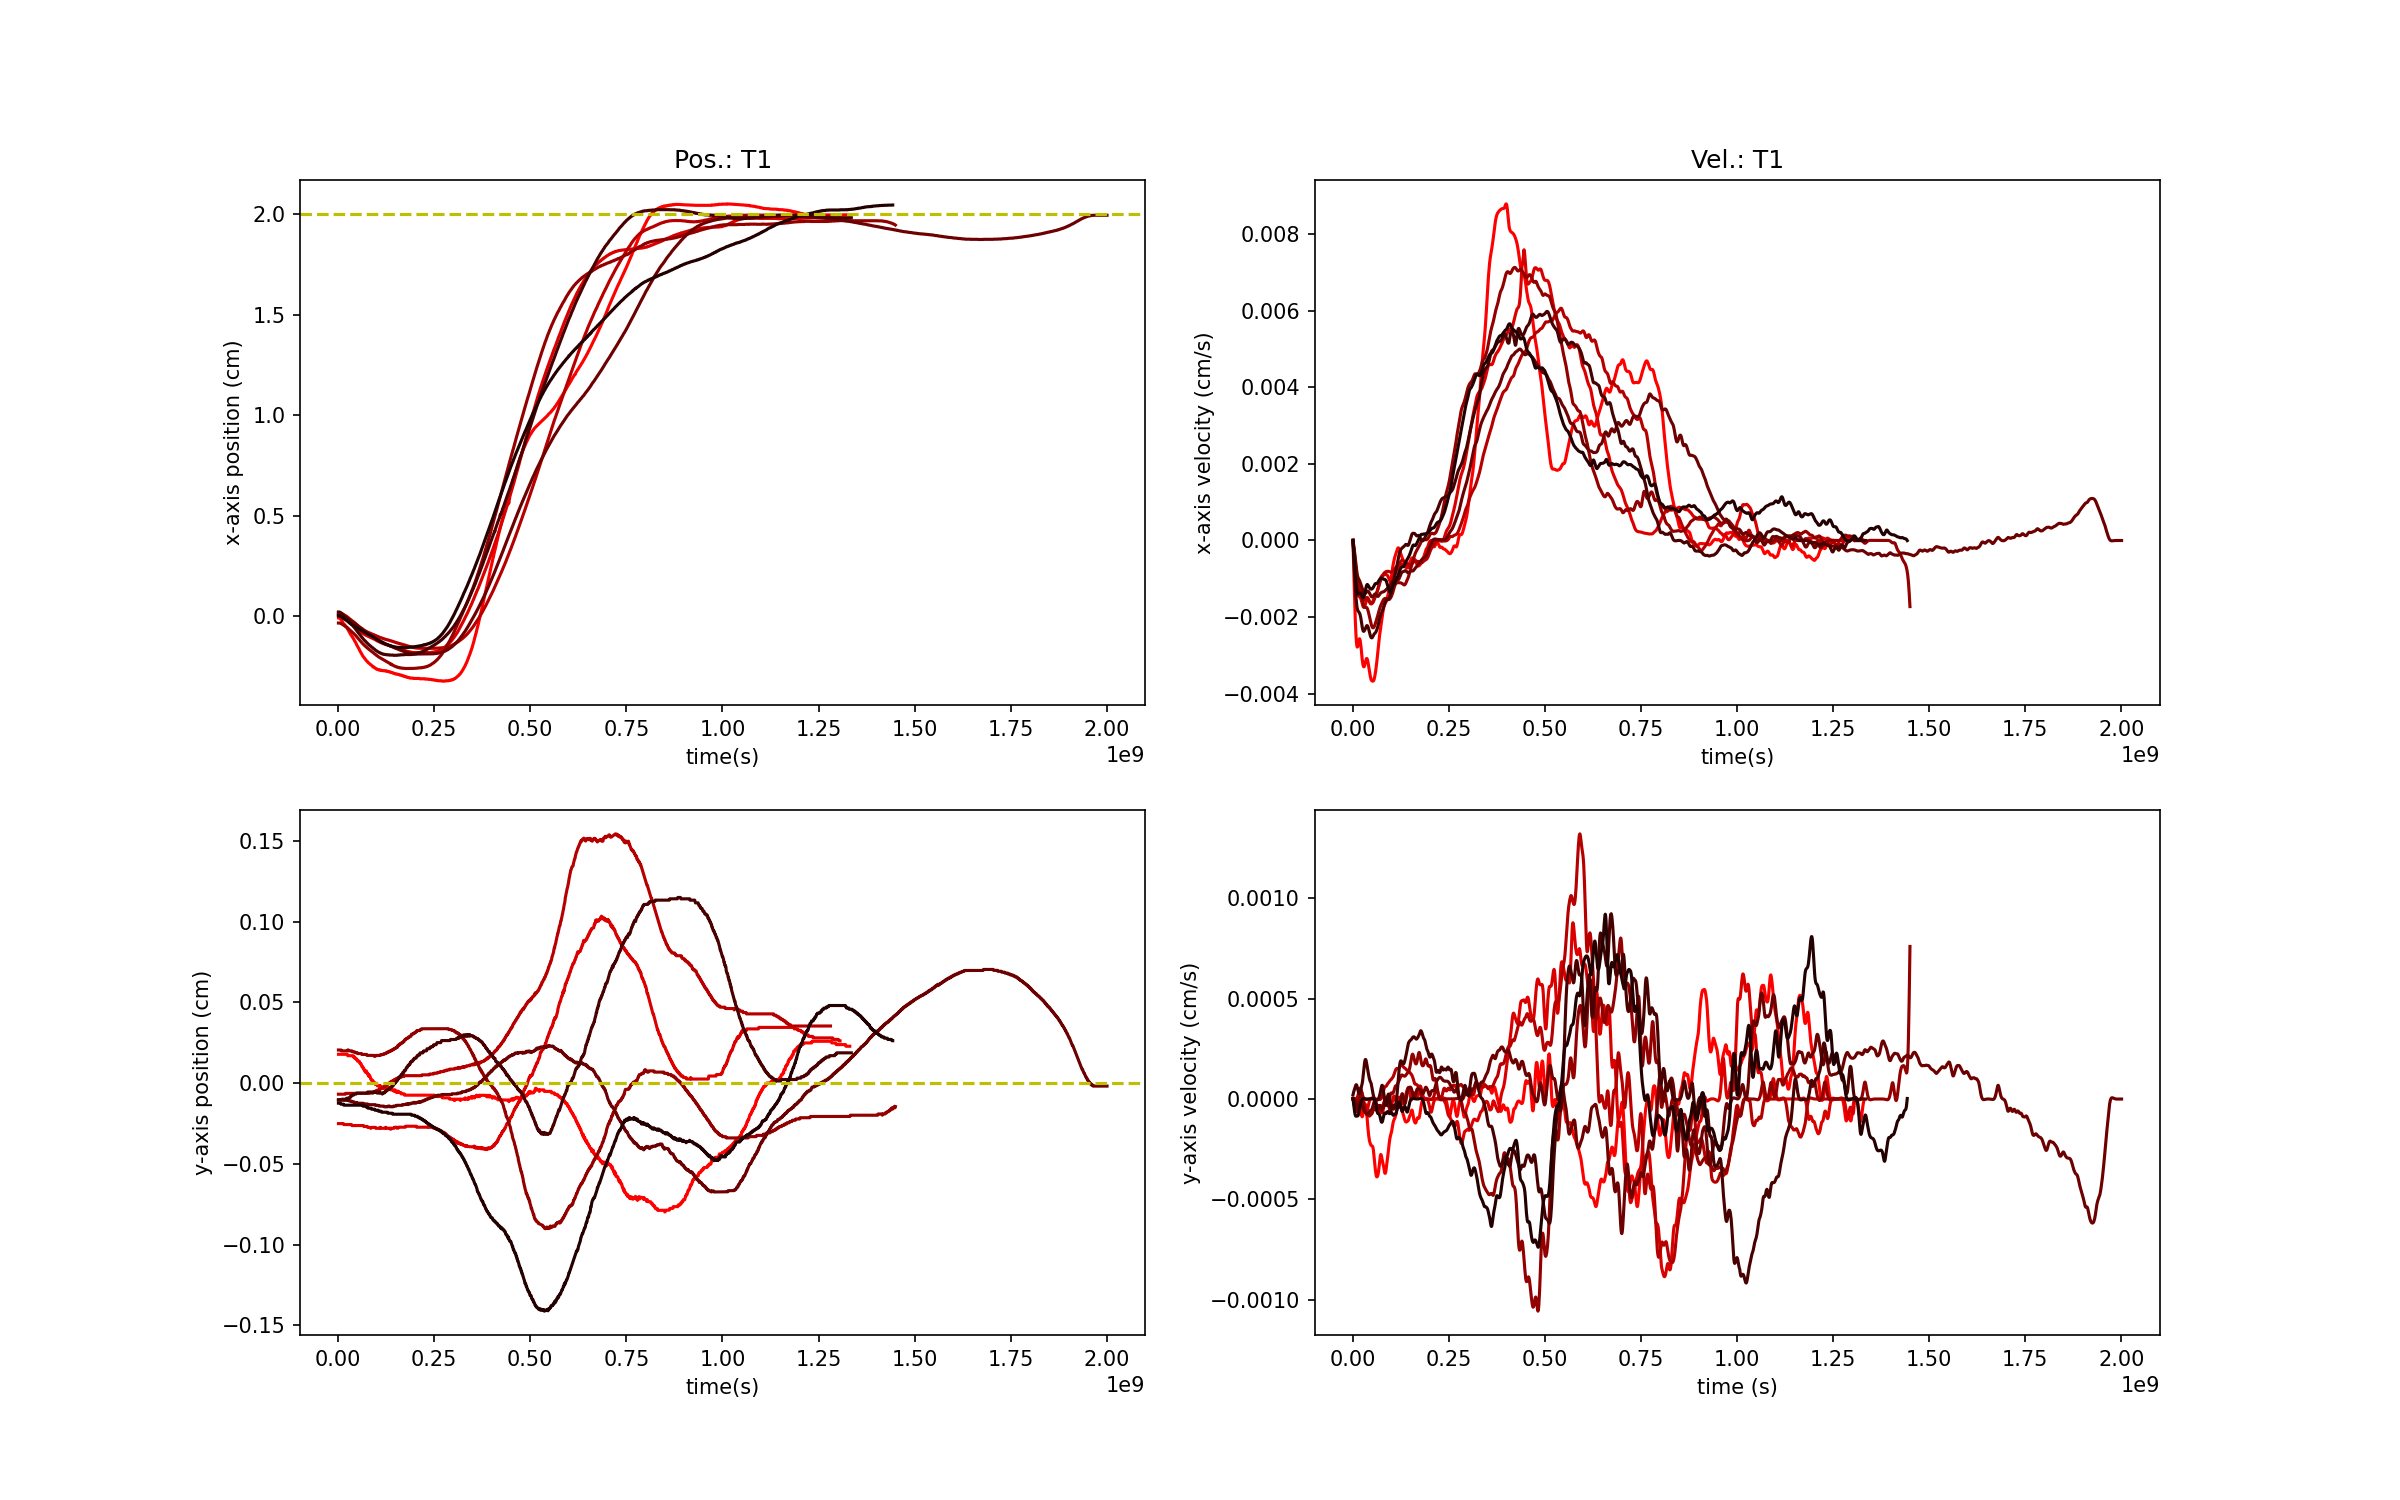 Pos.: T1
2.0
1.5
1.0
0.5
0.0
x-axis position (cm)
0.00 0.25 0.50 0.75 1.00 1.25 1.50 1.75 2.00
time(s)
1e9
Vel.: T1
0.008
0.006
0.004
0.002
0.000
−0.002
−0.004
x-axis velocity (cm/s)
0.00 0.25 0.50 0.75 1.00 1.25 1.50 1.75 2.00
time(s)
1e9
0.15
0.10
0.05
0.00
−0.05
−0.10
−0.15
y-axis position (cm)
0.00 0.25 0.50 0.75 1.00 1.25 1.50 1.75 2.00
time(s)
1e9
0.0010
0.0005
0.0000
−0.0005
−0.0010
y-axis velocity (cm/s)
0.00 0.25 0.50 0.75 1.00 1.25 1.50 1.75 2.00
time (s)
1e9